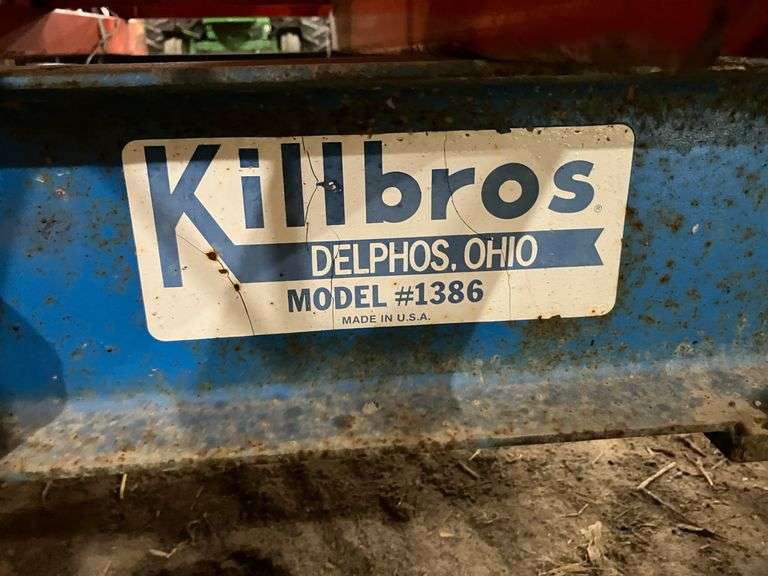 Killbros®
DELPHOS, OHIO
MODEL #1386
MADE IN U.S.A.